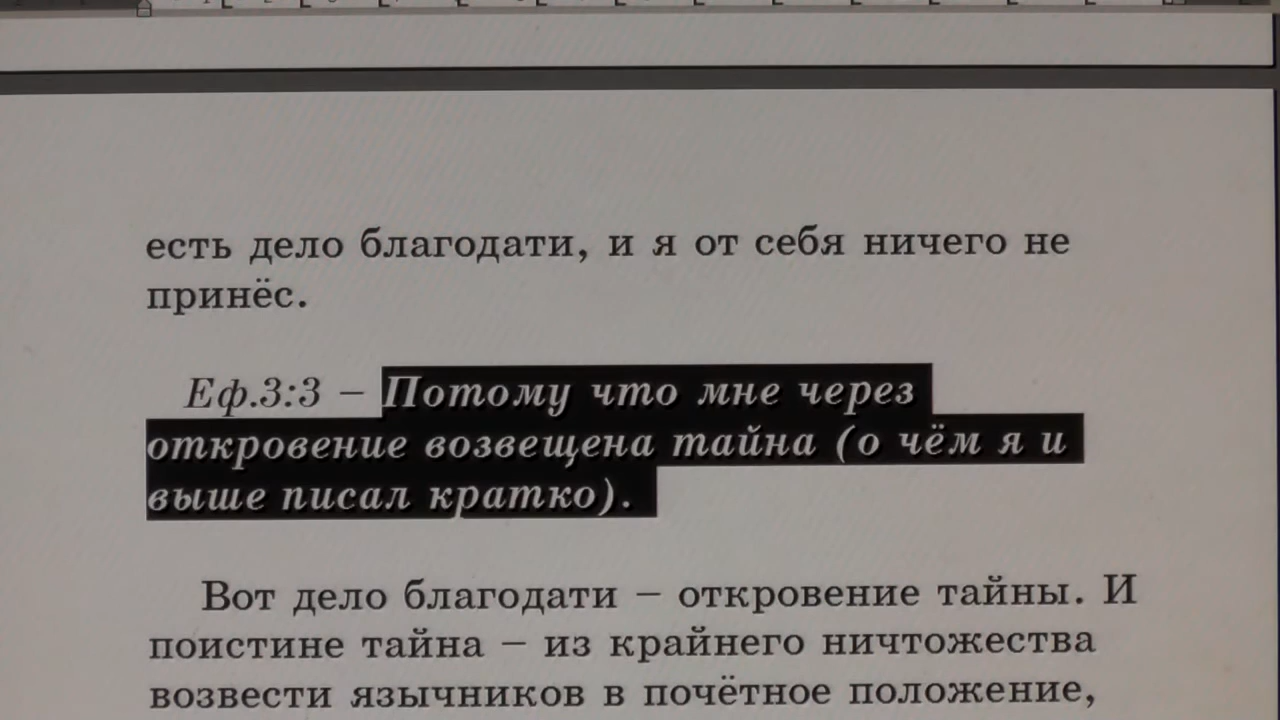 есть дело благодати, и я от себя ничего не
принёс.
Еф.3:3 – Потому что мне через
откровение возвещена тайна (о чём я и
выше писал кратко).
Вот дело благодати – откровение тайны. И
поистине тайна – из крайнего ничтожества
возвести язычников в почётное положение,